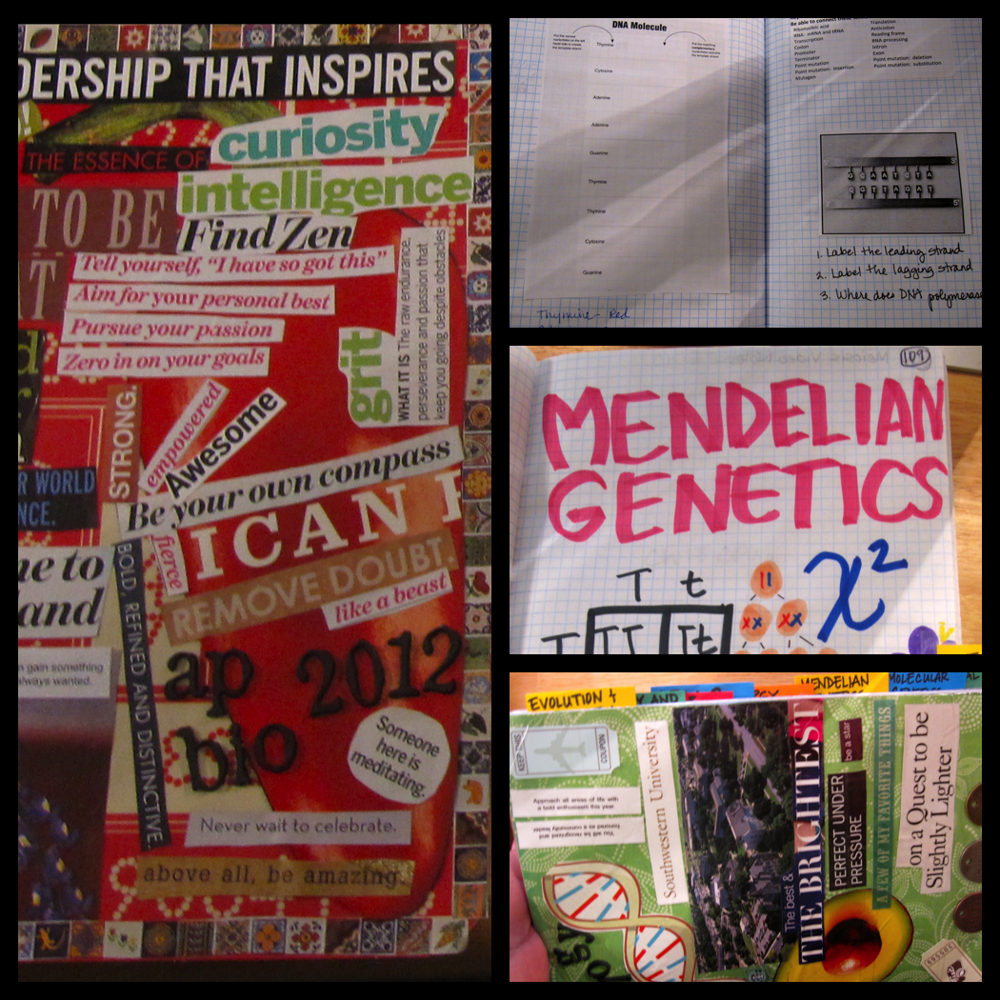 DERSHIP THAT INSPIRES
THE ESSENCE OF
curiosity
intelligence
TO BE
Find Zen
Tell yourself, “I have so got this”
Aim for your personal best
Pursue your passion
Zero in on your goals
grit
WHAT IT IS The raw endurance,
perseverance and passion that
keep you going despite obstacles
STRONG.
empowered
Awesome
R WORLD
NCE.
Be your own compass
fierce
I CAN I
REMOVE DOUBT.
like a beast
ne to
and
BOLD, REFINED AND DISTINCTIVE.
n gain something
always wanted.
ap 2012
bio
Someone
here is
meditating.
Never wait to celebrate.
above all, be amazing.
DNA Molecule
Thymine
Cytosine
Adenine
Adenine
Guanine
Thymine
Thymine
Cytosine
Guanine
Thymine - Red
Be able to connect these
Ribonucleic acid
RNA: mRNA and tRNA
Transcription
Codon
Promoter
Terminator
Point mutation
Point mutation: insertion
Mutagen
Translation
Anticodon
Reading frame
RNA processing
Intron
Exon
Point mutation: deletion
Point mutation: substitution
1. Label the leading strand
2. Label the lagging strand
3. Where does DNA polymerase
109
MENDELIAN
GENETICS
T t
T TT Tt
χ²
EVOLUTION &
AND
MENDELIAN
MOLECULAR
KEEP THIS
COUPON
Approach all areas of life with
a bold enthusiasm this year.
You will be recognized and
honored as a community leader
Southwestern University
The best &
THE BRIGHTEST
PERFECT UNDER
PRESSURE
be a star
A FEW OF MY FAVORITE THINGS
on a Quest to be
Slightly Lighter